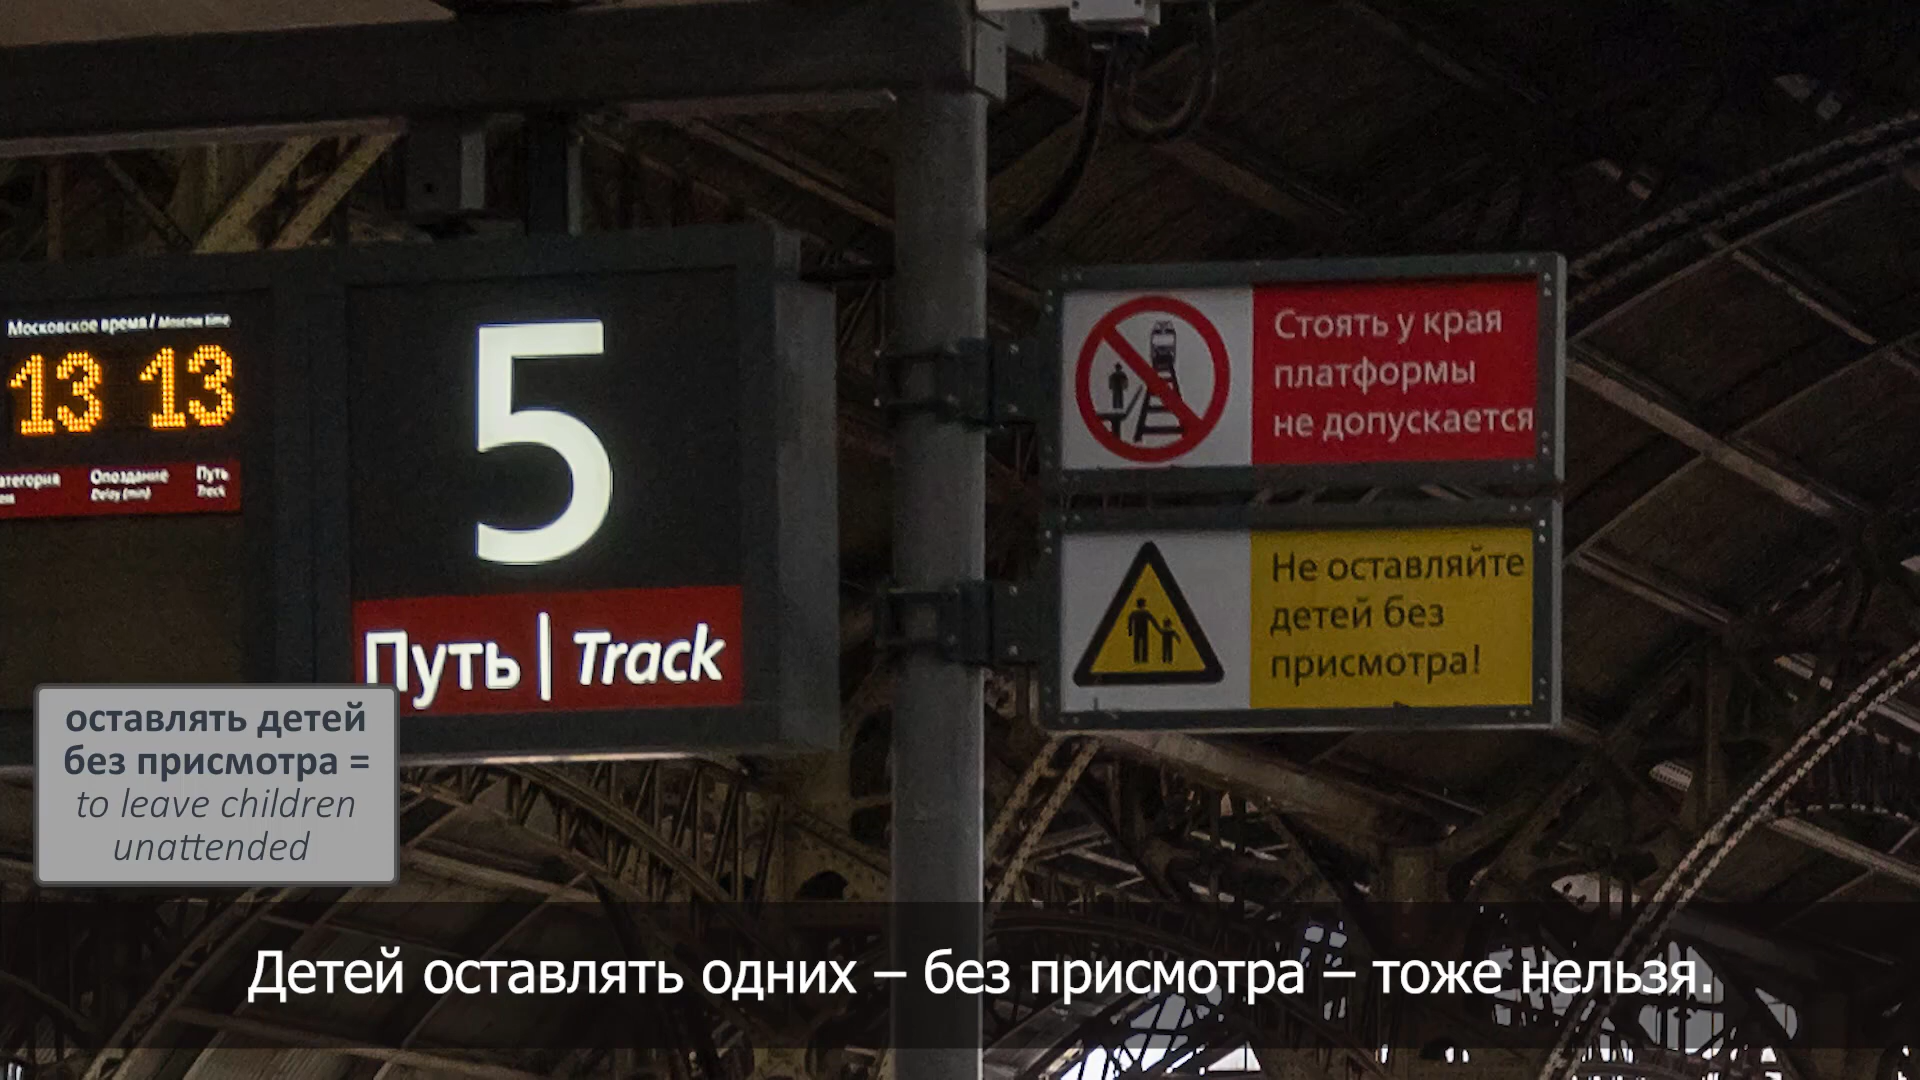 Московское время / Moscow time
13 13
Опоздание
Путь
Delay (min)
Track
5
Путь | Track
Стоять у края
платформы
не допускается
Не оставляйте
детей без
присмотра!
оставлять детей
без присмотра =
to leave children
unattended
Детей оставлять одних – без присмотра – тоже нельзя.